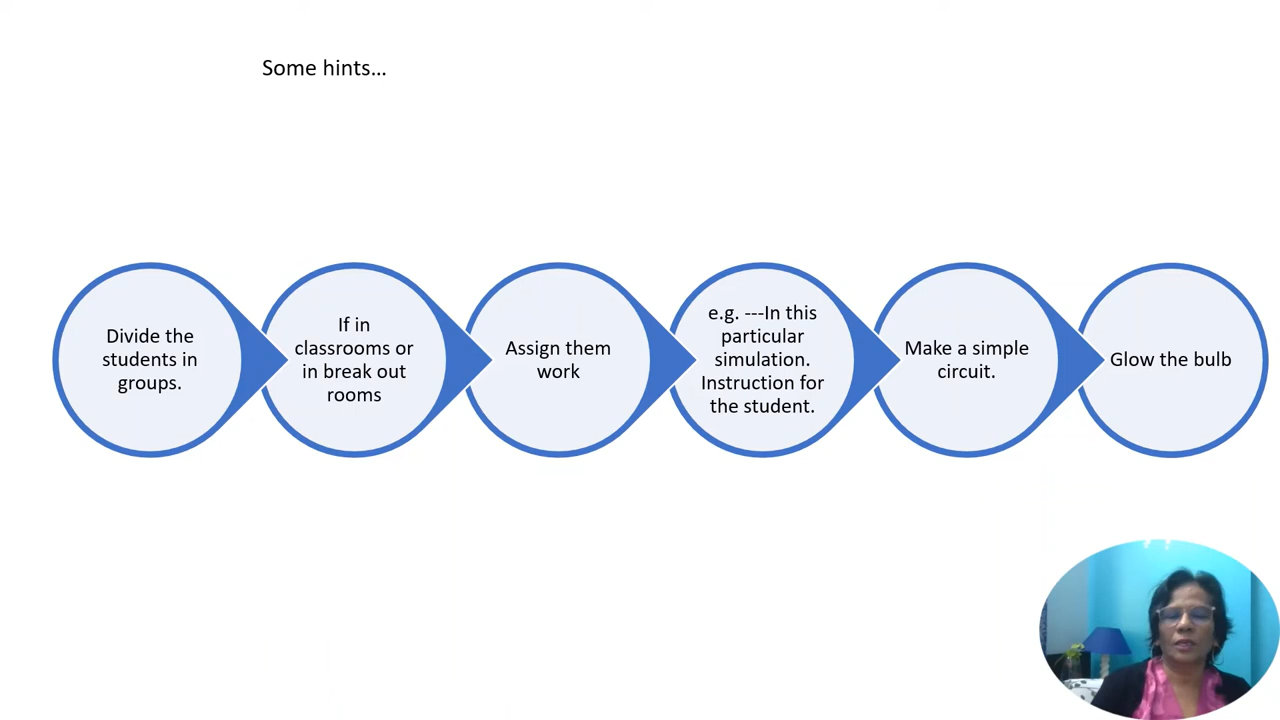 Some hints…
Divide the
students in
groups.
If in
classrooms or
in break out
rooms
Assign them
work
e.g. ---In this
particular
simulation.
Instruction for
the student.
Make a simple
circuit.
Glow the bulb